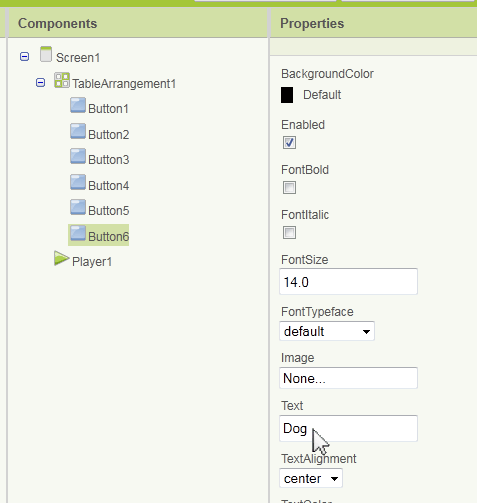 Components
Screen1
TableArrangement1
Button1
Button2
Button3
Button4
Button5
Button6
Player1
Properties
BackgroundColor
Default
Enabled
FontBold
FontItalic
FontSize
14.0
FontTypeface
default
Image
None...
Text
Dog
TextAlignment
center
TextColor